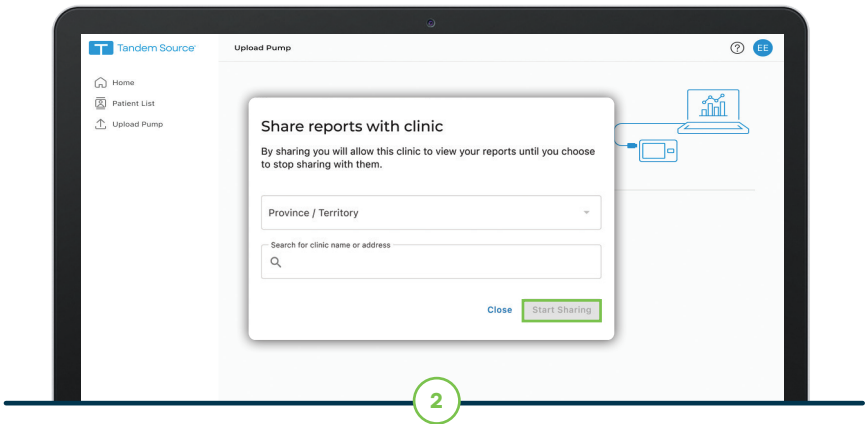 Tandem Source
Upload Pump
EE
Home
Patient List
Upload Pump
Share reports with clinic
By sharing you will allow this clinic to view your reports until you choose
to stop sharing with them.
Province / Territory
Search for clinic name or address
Close
Start Sharing
2